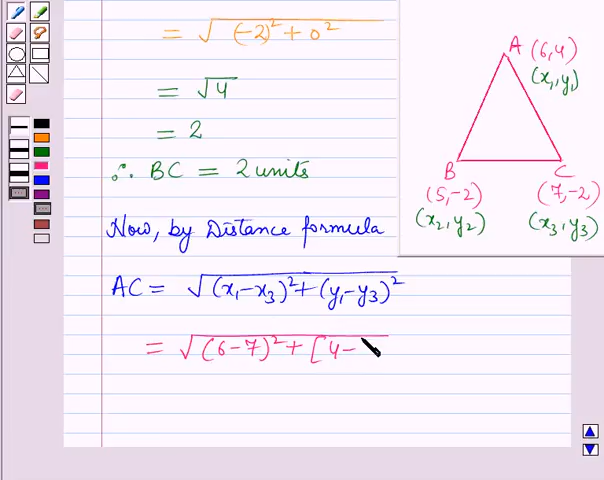 = √(-2)² + 0²
= √4
= 2
∴ BC = 2 units
Now, by Distance formula
AC = √(x₁-x₃)²+(y₁-y₃)²
= √(6-7)²+[4-
A (6,4)
(x₁,y₁)
B
C
(5,-2)
(7,-2)
(x₂,y₂)
(x₃,y₃)